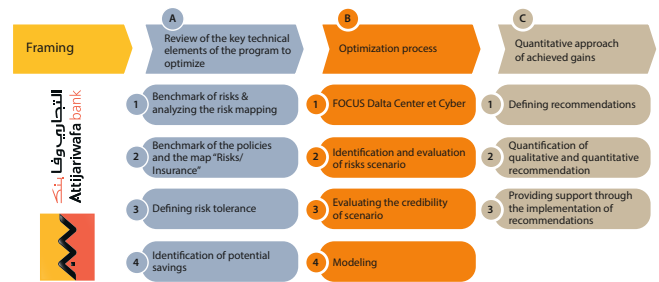 Framing
A
Review of the key technical
elements of the program to
optimize
B
Optimization process
C
Quantitative approach
of achieved gains
التجاري وفا بنك
Attijariwafa bank
1
Benchmark of risks &
analyzing the risk mapping
2
Benchmark of the policies
and the map “Risks/
Insurance”
3
Defining risk tolerance
4
Identification of potential
savings
1
FOCUS Dalta Center et Cyber
2
Identification and evaluation
of risks scenario
3
Evaluating the credibility
of scenario
4
Modeling
1
Defining recommendations
2
Quantification of
qualitative and quantitative
recommendation
3
Providing support through
the implementation of
recommendations